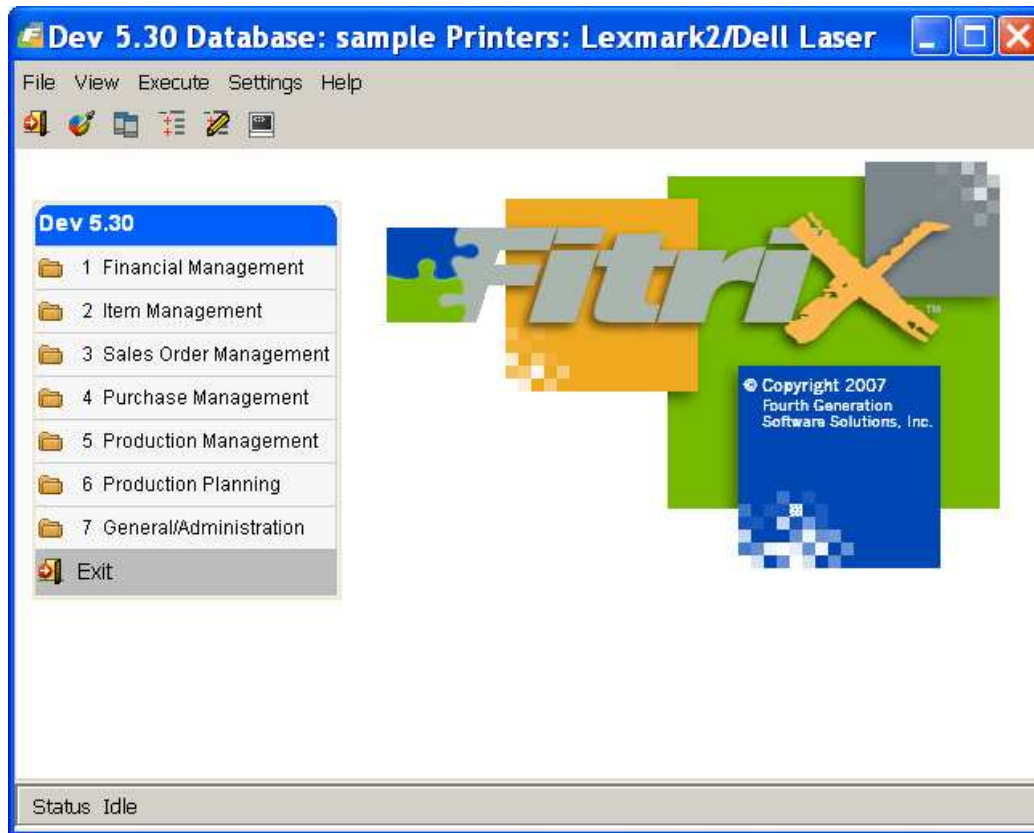 Dev 5.30 Database: sample Printers: Lexmark2/Dell Laser
File View Execute Settings Help
Dev 5.30
1 Financial Management
2 Item Management
3 Sales Order Management
4 Purchase Management
5 Production Management
6 Production Planning
7 General/Administration
Exit
FitriX
TM
© Copyright 2007
Fourth Generation
Software Solutions, Inc.
Status Idle